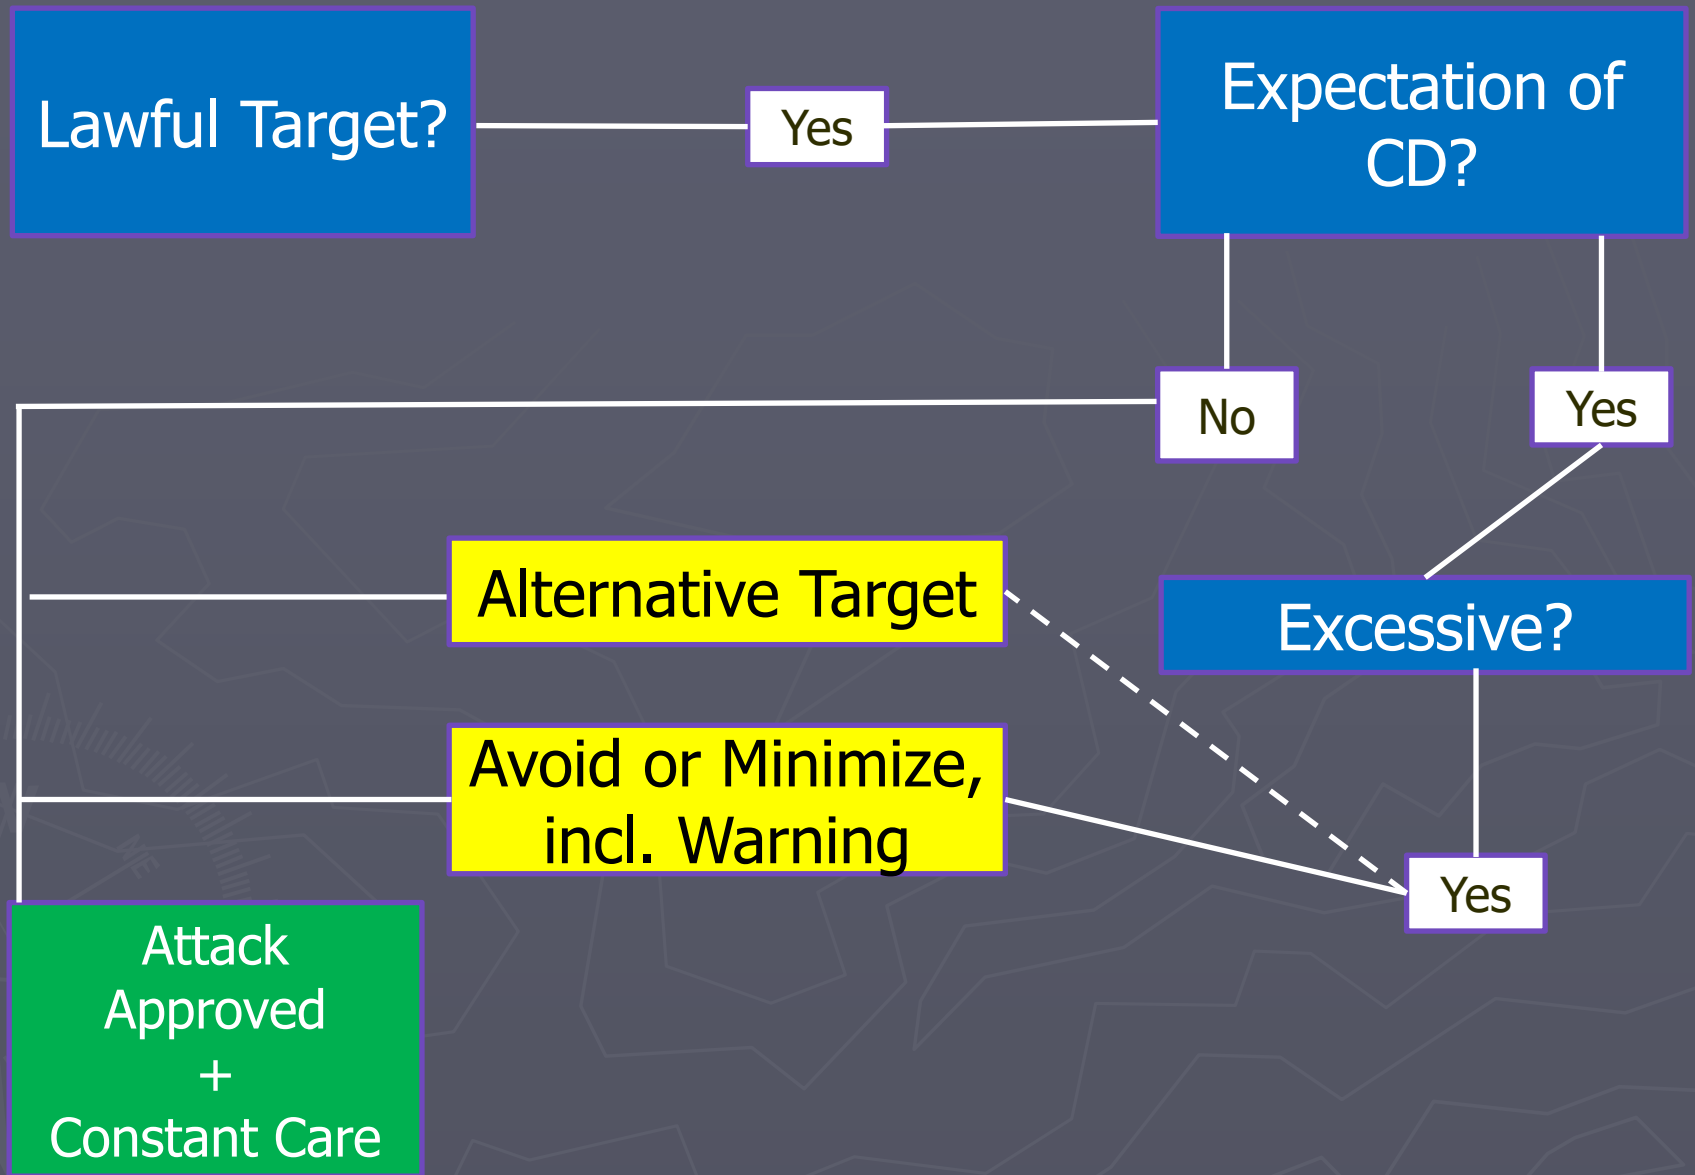 Lawful Target?
Yes
Expectation of
CD?
No
Yes
Alternative Target
Excessive?
Avoid or Minimize,
incl. Warning
Yes
Attack
Approved
+
Constant Care